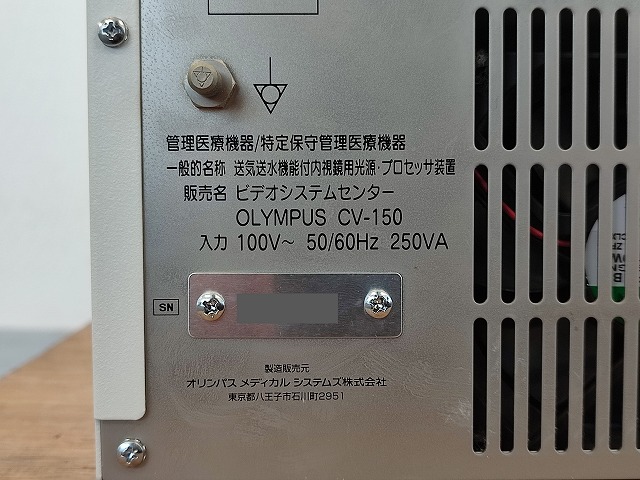 管理医療機器/特定保守管理医療機器
一般的名称 送気送水機能付内視鏡用光源・プロセッサ装置
販売名 ビデオシステムセンター
OLYMPUS CV-150
入力 100V～ 50/60Hz 250VA
SN
製造販売元
オリンパス メディカル システムズ株式会社
東京都八王子市石川町2951